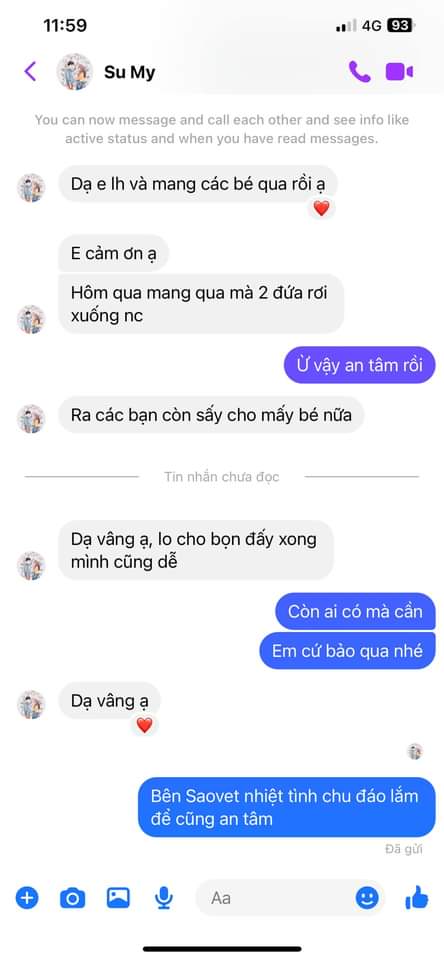 11:59
4G 93
Su My
You can now message and call each other and see info like
active status and when you have read messages.
Dạ e lh và mang các bé qua rồi ạ
E cảm ơn ạ
Hôm qua mang qua mà 2 đứa rơi
xuống nc
Ừ vậy an tâm rồi
Ra các bạn còn sấy cho mấy bé nữa
Tin nhắn chưa đọc
Dạ vâng ạ, lo cho bọn đấy xong
mình cũng dễ
Còn ai có mà cần
Em cứ bảo qua nhé
Dạ vâng ạ
Bên Saovet nhiệt tình chu đáo lắm
để cũng an tâm
Đã gửi
Aa